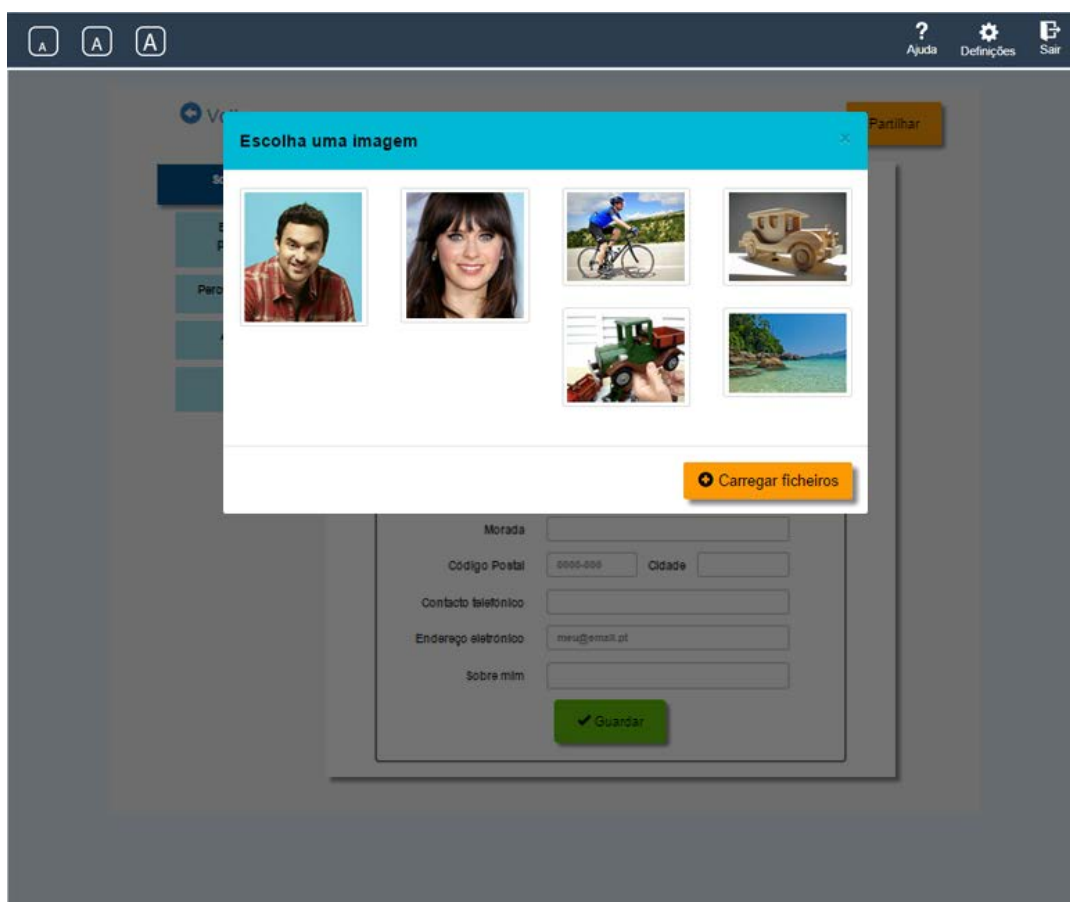 A A A
?
Ajuda Definições Sair
Partilhar
Escolha uma imagem ×
Carregar ficheiros
Morada
Código Postal 0000-000 Cidade
Contacto telefónico
Endereço eletrónico meu@email.pt
Sobre mim
Guardar